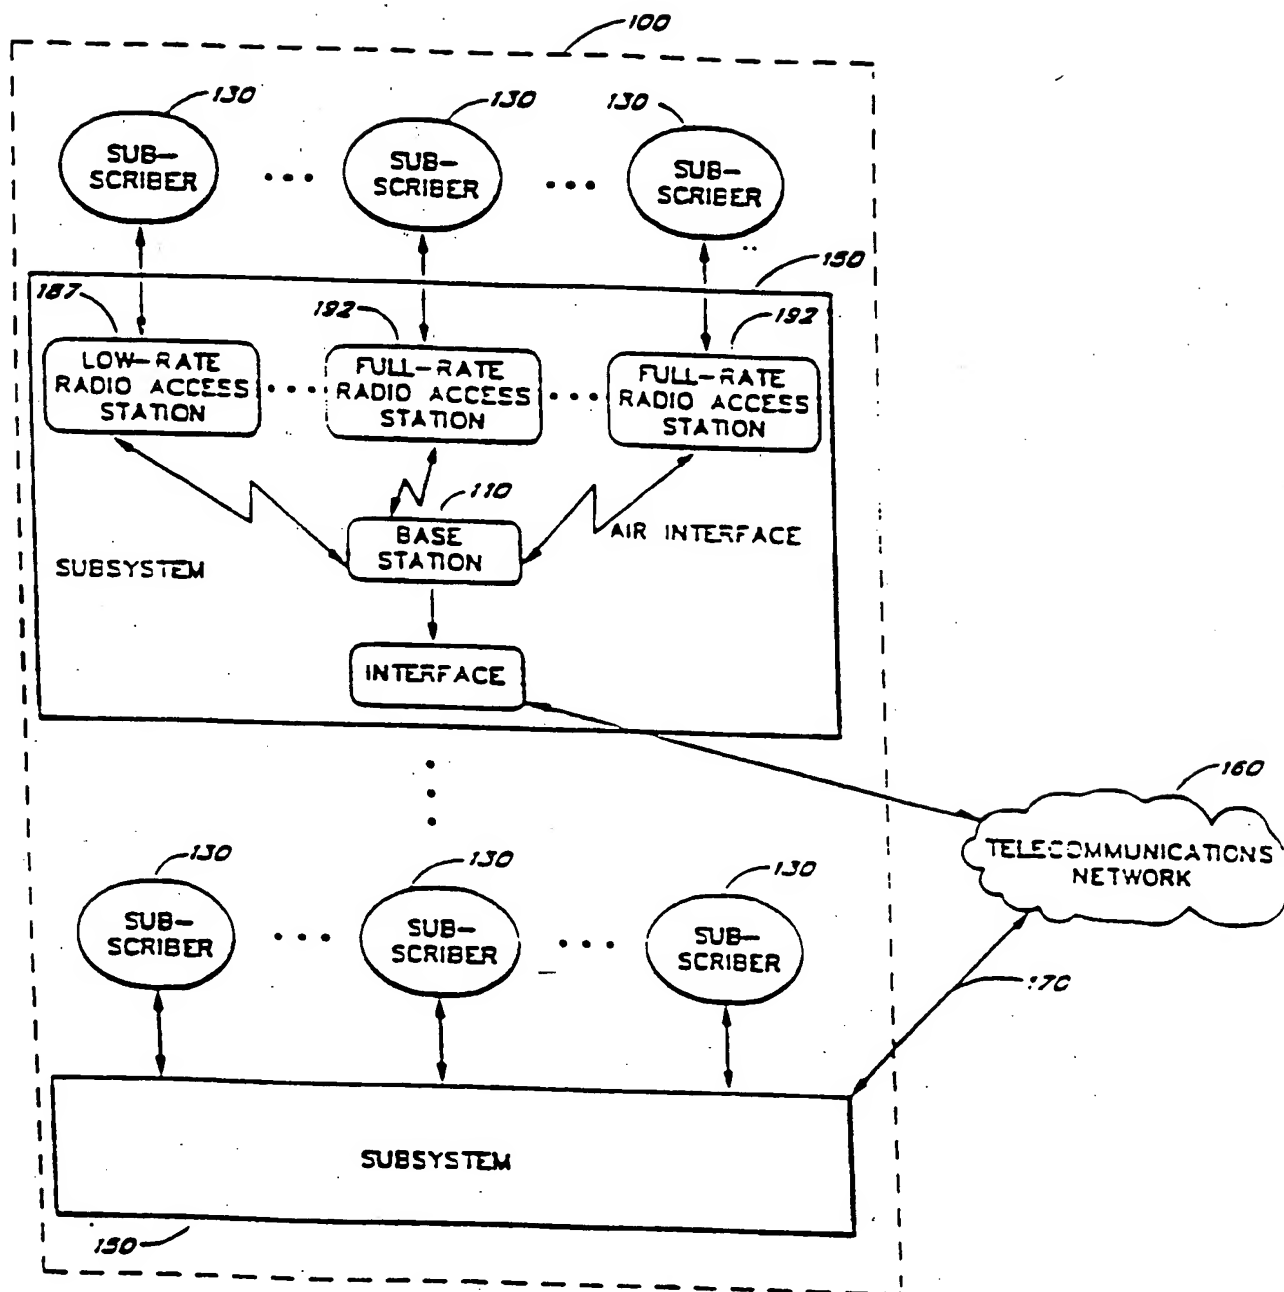 100
130
130
130
SUB-
SCRIBER
SUB-
SCRIBER
SUB-
SCRIBER
150
187
192
192
LOW-RATE
RADIO ACCESS
STATION
FULL-RATE
RADIO ACCESS
STATION
FULL-RATE
RADIO ACCESS
STATION
110
BASE
STATION
AIR INTERFACE
SUBSYSTEM
INTERFACE
160
TELECOMMUNICATIONS
NETWORK
130
130
130
SUB-
SCRIBER
SUB-
SCRIBER
SUB-
SCRIBER
170
SUBSYSTEM
150